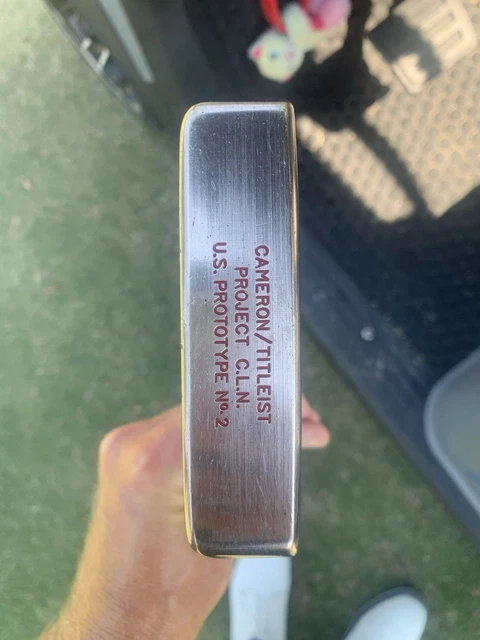 CAMERON/TITLEIST
PROJECT C.L.N.
U.S. PROTOTYPE Nº.2